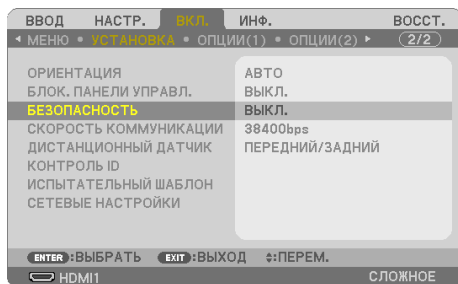 ВВОД НАСТР. ВКЛ. ИНФ. ВОССТ.
МЕНЮ • УСТАНОВКА • ОПЦИИ(1) • ОПЦИИ(2) 2/2
ОРИЕНТАЦИЯ АВТО
БЛОК. ПАНЕЛИ УПРАВЛ. ВЫКЛ.
БЕЗОПАСНОСТЬ ВЫКЛ.
СКОРОСТЬ КОММУНИКАЦИИ 38400bps
ДИСТАНЦИОННЫЙ ДАТЧИК ПЕРЕДНИЙ/ЗАДНИЙ
КОНТРОЛЬ ID
ИСПЫТАТЕЛЬНЫЙ ШАБЛОН
СЕТЕВЫЕ НАСТРОЙКИ
ENTER :ВЫБРАТЬ EXIT :ВЫХОД :ПЕРЕМ.
HDMI1 СЛОЖНОЕ